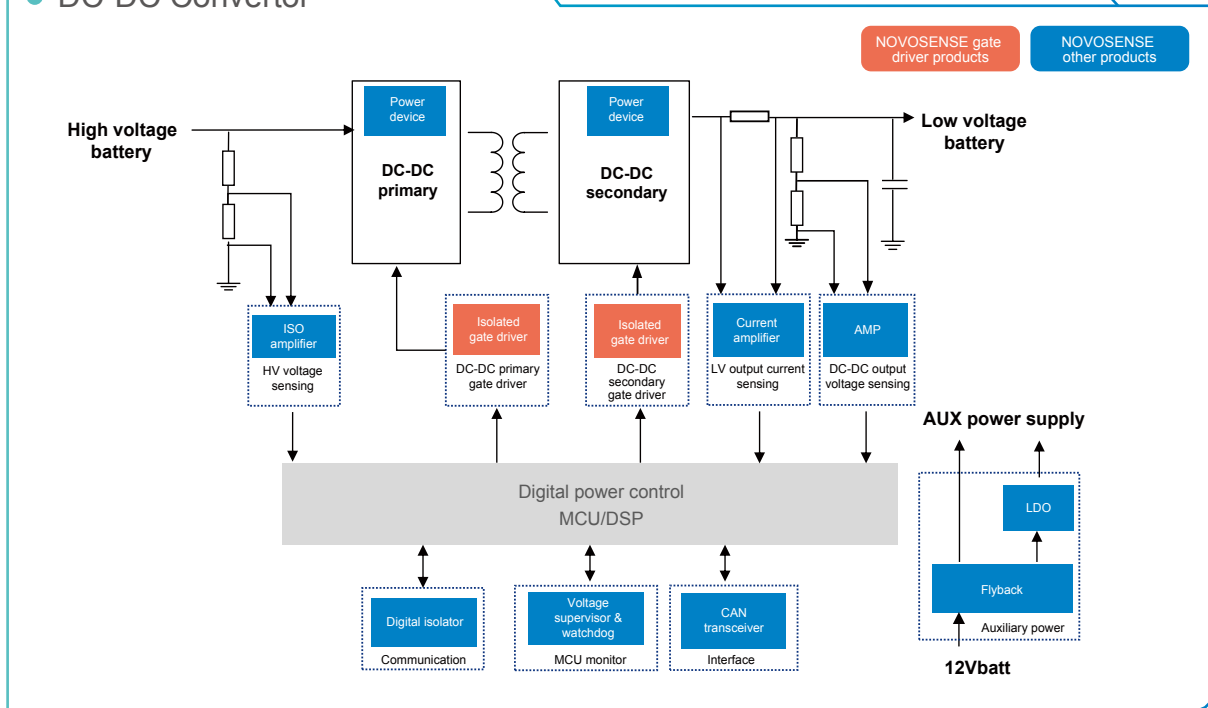 DC-DC Convertor
NOVOSENSE gate
driver products
NOVOSENSE
other products
High voltage
battery
Power
device
DC-DC
primary
Power
device
DC-DC
secondary
Low voltage
battery
ISO
amplifier
HV voltage
sensing
Isolated
gate driver
DC-DC primary
gate driver
Isolated
gate driver
DC-DC
secondary
gate driver
Current
amplifier
LV output current
sensing
AMP
DC-DC output
voltage sensing
AUX power supply
Digital power control
MCU/DSP
LDO
Flyback
Auxiliary power
12Vbatt
Digital isolator
Communication
Voltage
supervisor &
watchdog
MCU monitor
CAN
transceiver
Interface